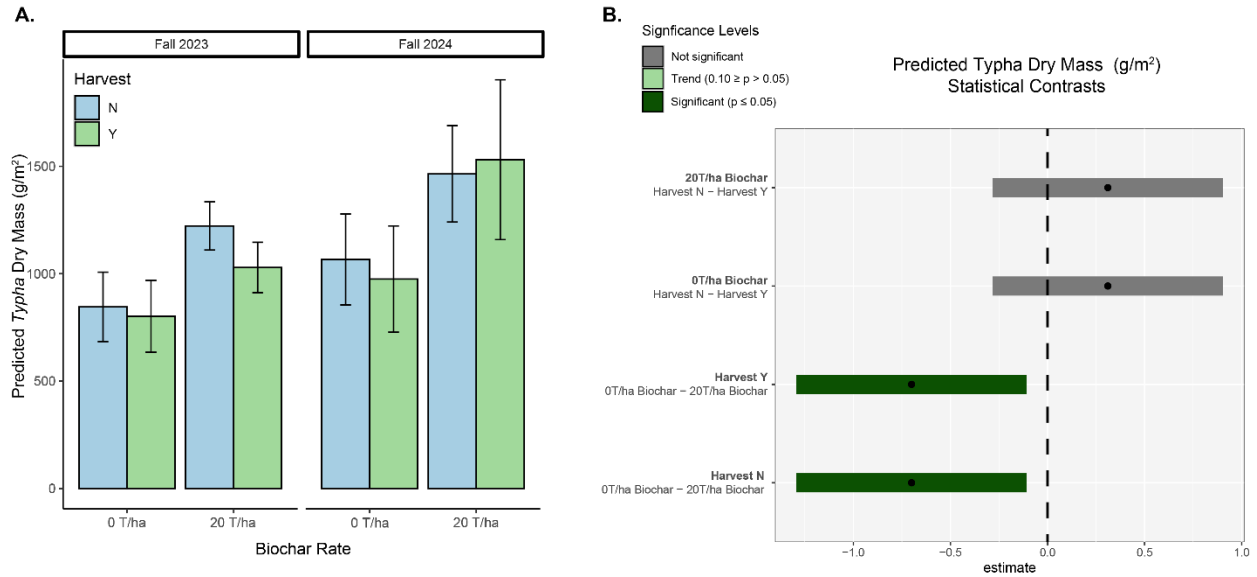 A.
Fall 2023
Fall 2024
Harvest
N
Y
Predicted Typha Dry Mass (g/m²)
1500
1000
500
0
0 T/ha
20 T/ha
0 T/ha
20 T/ha
Biochar Rate
B.
Signficance Levels
Not significant
Trend (0.10 ≥ p > 0.05)
Significant (p ≤ 0.05)
Predicted Typha Dry Mass (g/m²)
Statistical Contrasts
20T/ha Biochar
Harvest N − Harvest Y
0T/ha Biochar
Harvest N − Harvest Y
Harvest Y
0T/ha Biochar − 20T/ha Biochar
Harvest N
0T/ha Biochar − 20T/ha Biochar
−1.0
−0.5
0.0
0.5
1.0
estimate